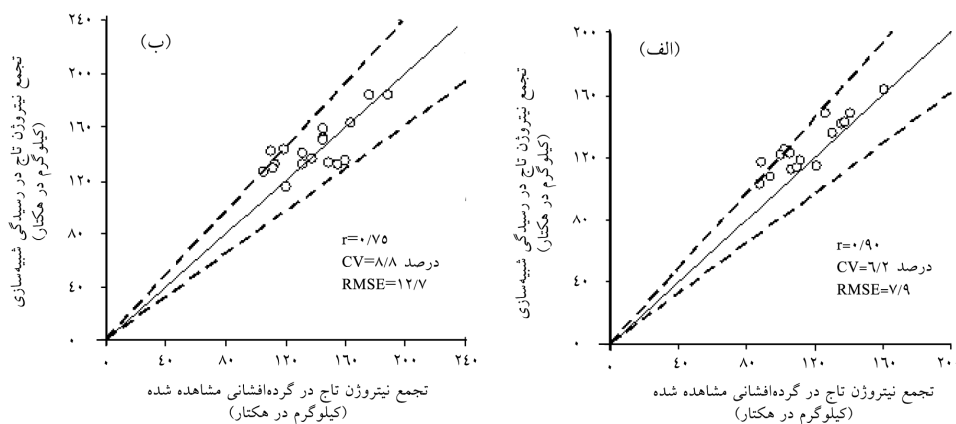 (الف)
تجمع نیتروژن تاج در رسیدگی شبیه‌سازی
(کیلوگرم در هکتار)
۲۰۰
۱۶۰
۱۲۰
۸۰
۴۰
۰
r=۰/۹۰
CV=۶/۲ درصد
RMSE=۷/۹
۰ ۴۰ ۸۰ ۱۲۰ ۱۶۰ ۲۰
تجمع نیتروژن تاج در گرده‌افشانی مشاهده شده
(کیلوگرم در هکتار)
(ب)
تجمع نیتروژن تاج در رسیدگی شبیه‌سازی
(کیلوگرم در هکتار)
۲۴۰
۲۰۰
۱۶۰
۱۲۰
۸۰
۴۰
۰
r=۰/۷۵
CV=۸/۸ درصد
RMSE=۱۲/۷
۰ ۴۰ ۸۰ ۱۲۰ ۱۶۰ ۲۰۰ ۲۴۰
تجمع نیتروژن تاج در گرده‌افشانی مشاهده شده
(کیلوگرم در هکتار)